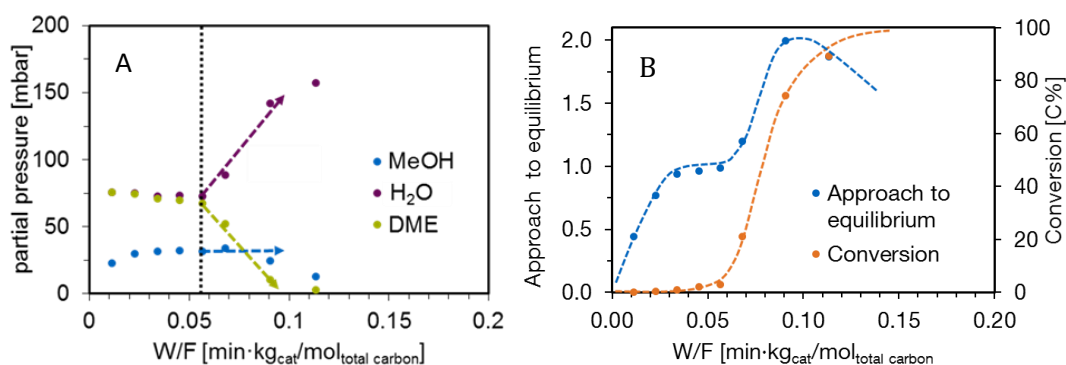 A
partial pressure [mbar]
200
150
100
50
0
0
0.05
0.1
0.15
0.2
W/F [min·kgcat/moltotal carbon]
MeOH
H₂O
DME
B
Approach to equilibrium
2.0
1.5
1.0
0.5
0.0
0.00
0.05
0.10
0.15
0.20
W/F [min·kgcat/moltotal carbon]
100
80
60
40
20
0
Conversion [C%]
Approach to
equilibrium
Conversion